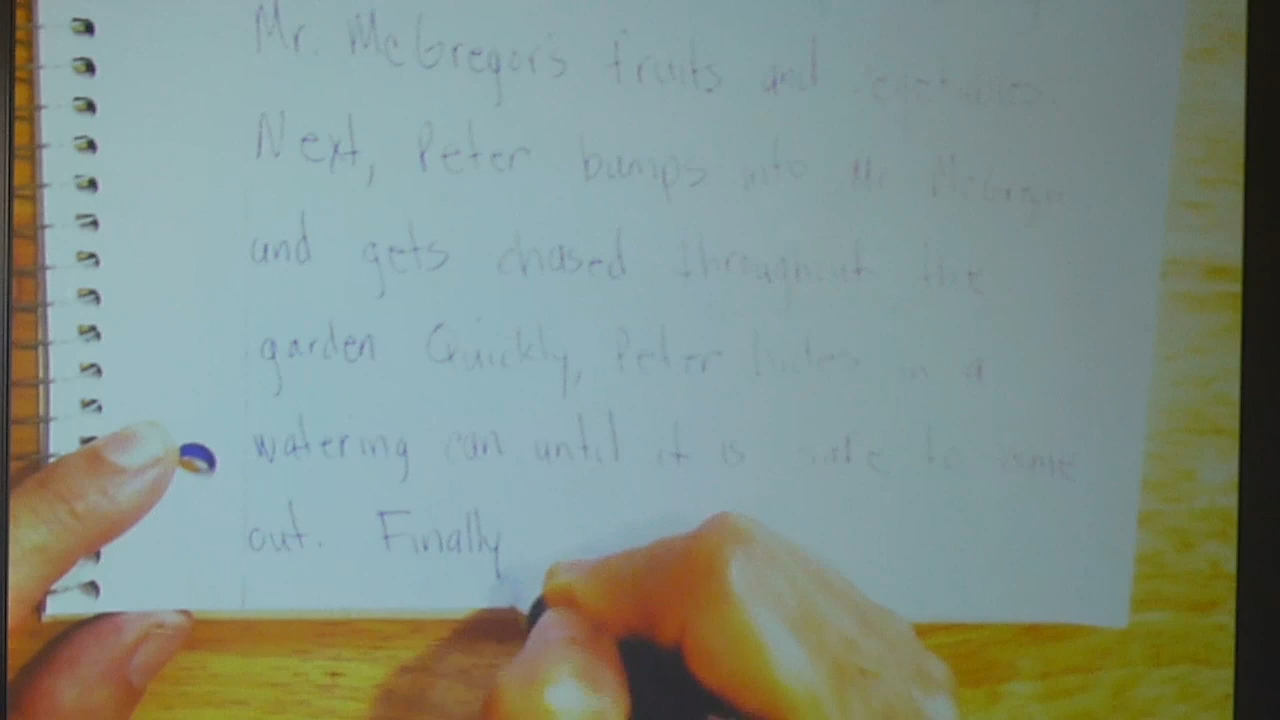 Mr. McGregor's fruits and vegetables.
Next, Peter bumps into Mr. McGregor
and gets chased throughout the
garden Quickly, Peter hides in a
watering can until it is safe to come
out. Finally